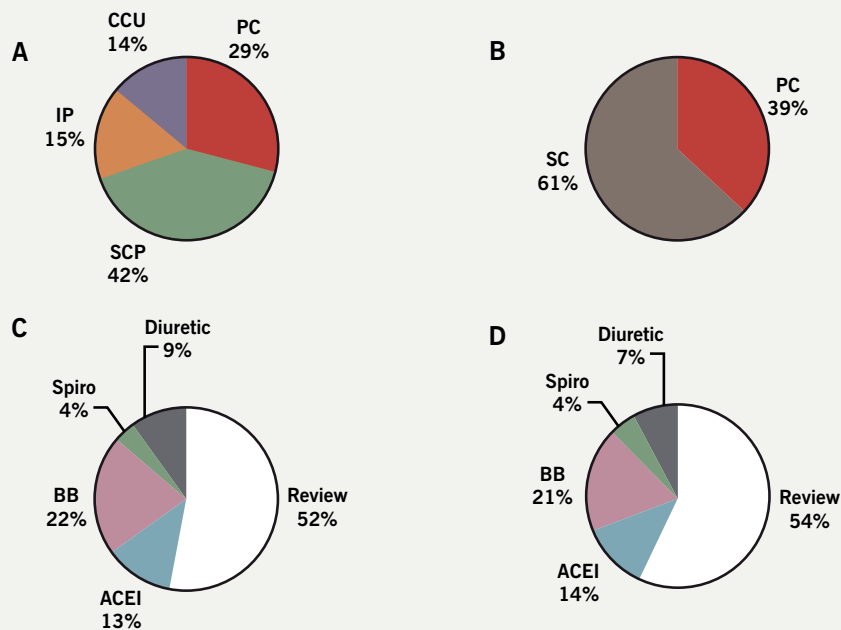 A
CCU
14%
PC
29%
IP
15%
SCP
42%
B
PC
39%
SC
61%
C
Diuretic
9%
Spiro
4%
BB
22%
Review
52%
ACEI
13%
D
Diuretic
7%
Spiro
4%
BB
21%
Review
54%
ACEI
14%